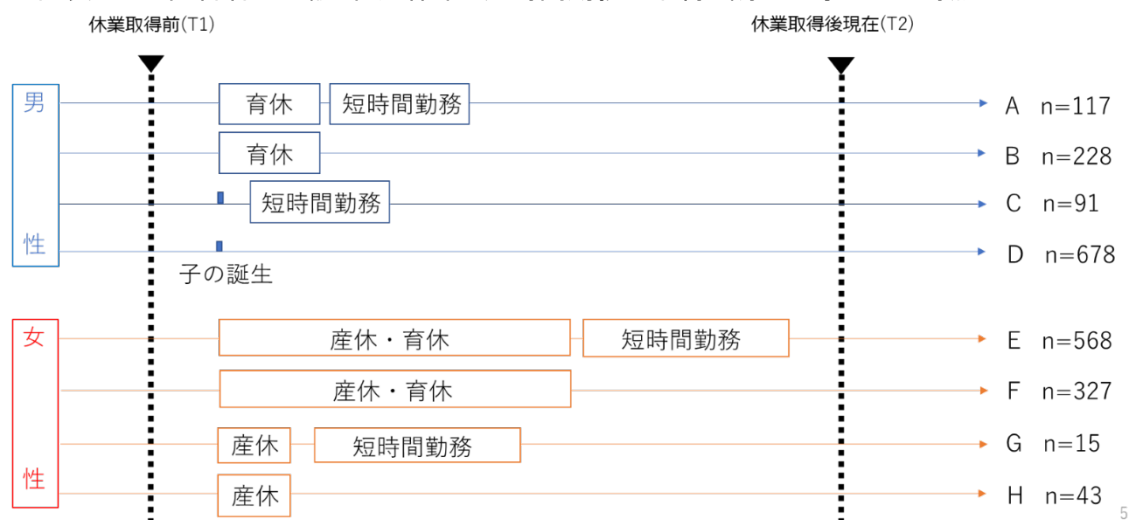 休業取得前(T1)
休業取得後現在(T2)
男性
育休
短時間勤務
A n=117
育休
B n=228
短時間勤務
C n=91
D n=678
子の誕生
女性
産休・育休
短時間勤務
E n=568
産休・育休
F n=327
産休
短時間勤務
G n=15
産休
H n=43
5